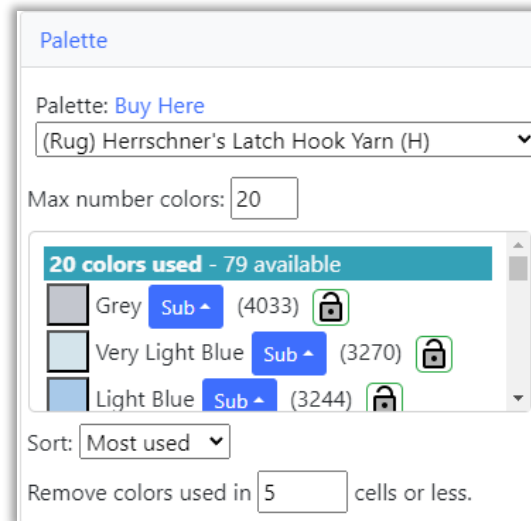 Palette
Palette: Buy Here
(Rug) Herrschner's Latch Hook Yarn (H)
Max number colors: 20
20 colors used - 79 available
Grey Sub (4033)
Very Light Blue Sub (3270)
Light Blue Sub (3244)
Sort: Most used
Remove colors used in 5 cells or less.